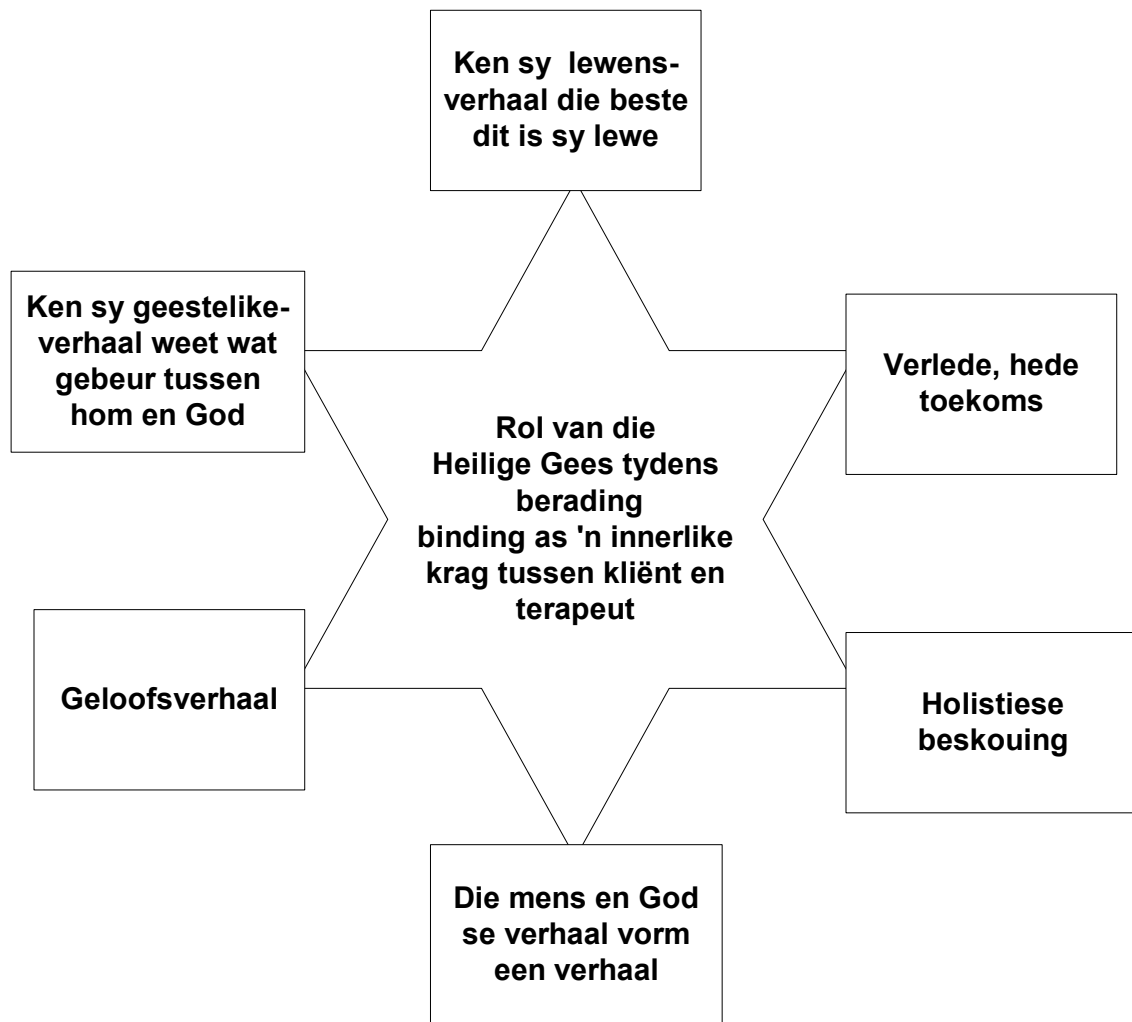 Ken sy lewens-
verhaal die beste
dit is sy lewe
Ken sy geestelike-
verhaal weet wat
gebeur tussen
hom en God
Verlede, hede
toekoms
Rol van die
Heilige Gees tydens
berading
binding as 'n innerlike
krag tussen kliënt en
terapeut
Geloofsverhaal
Holistiese
beskouing
Die mens en God
se verhaal vorm
een verhaal